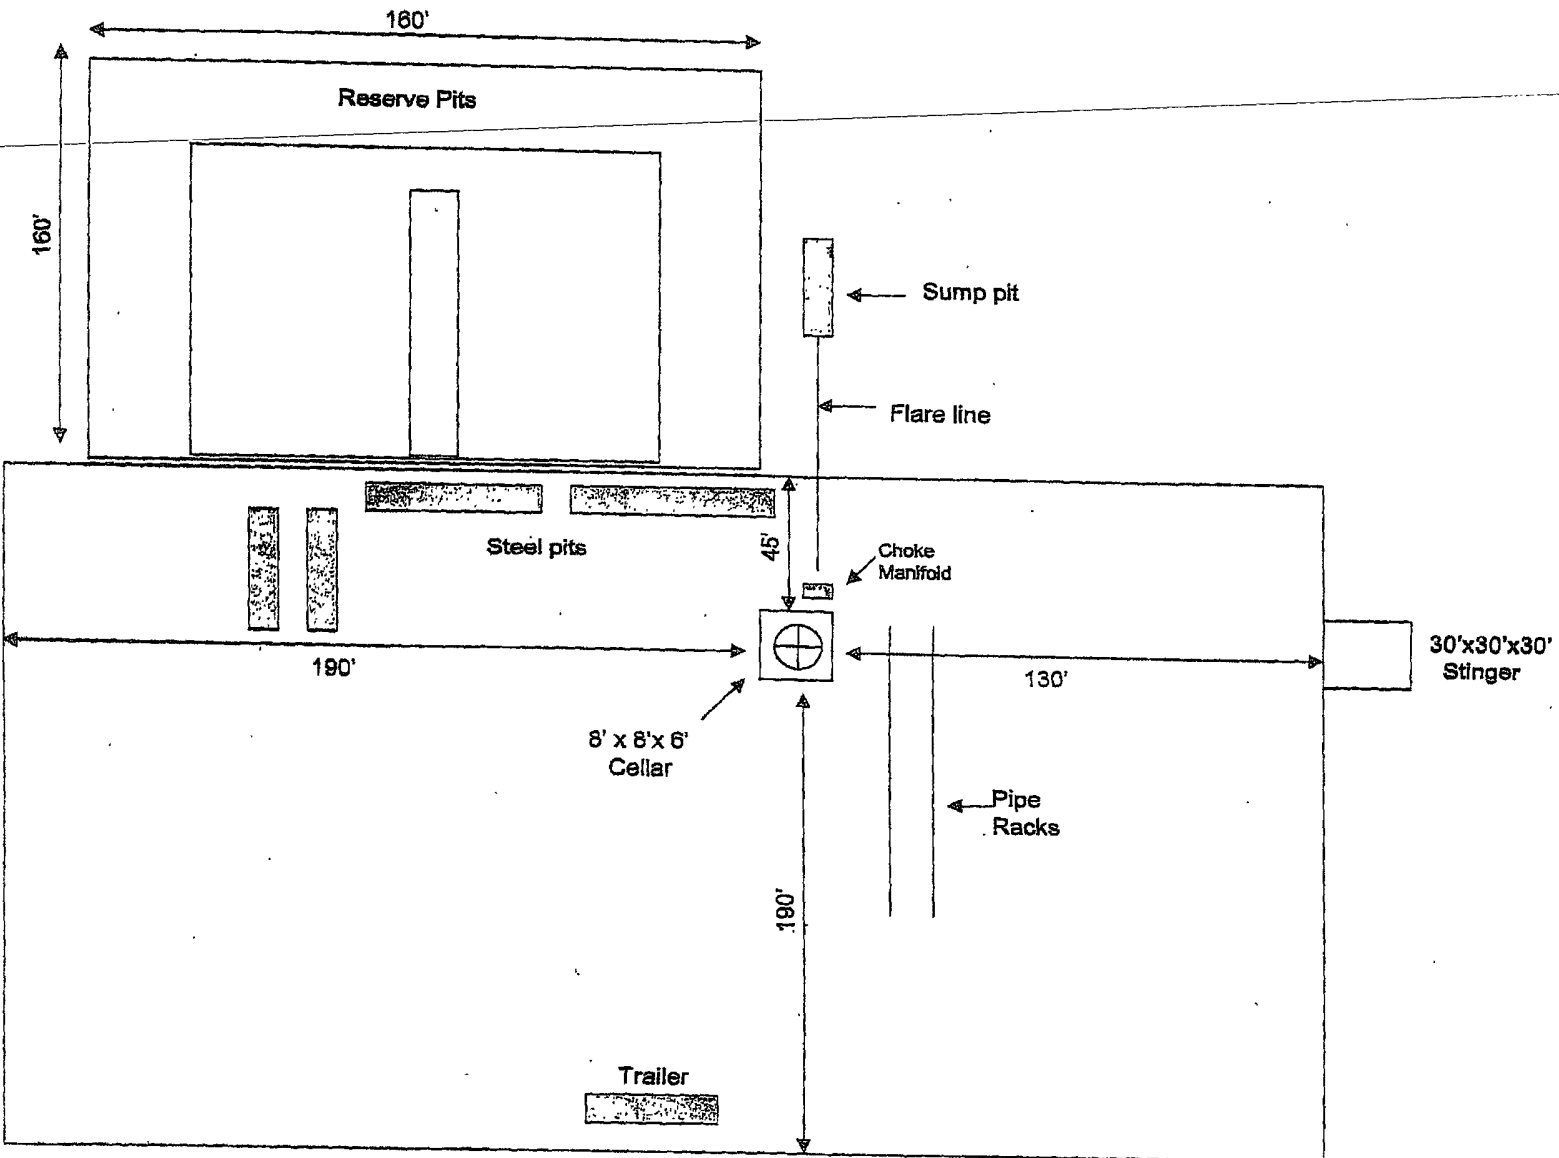 160'
Reserve Pits
160'
Sump pit
Flare line
Steel pits
45'
Choke
Manifold
190'
130'
30'x30'x30'
Stinger
8' x 8'x 6'
Cellar
Pipe
Racks
190'
Trailer